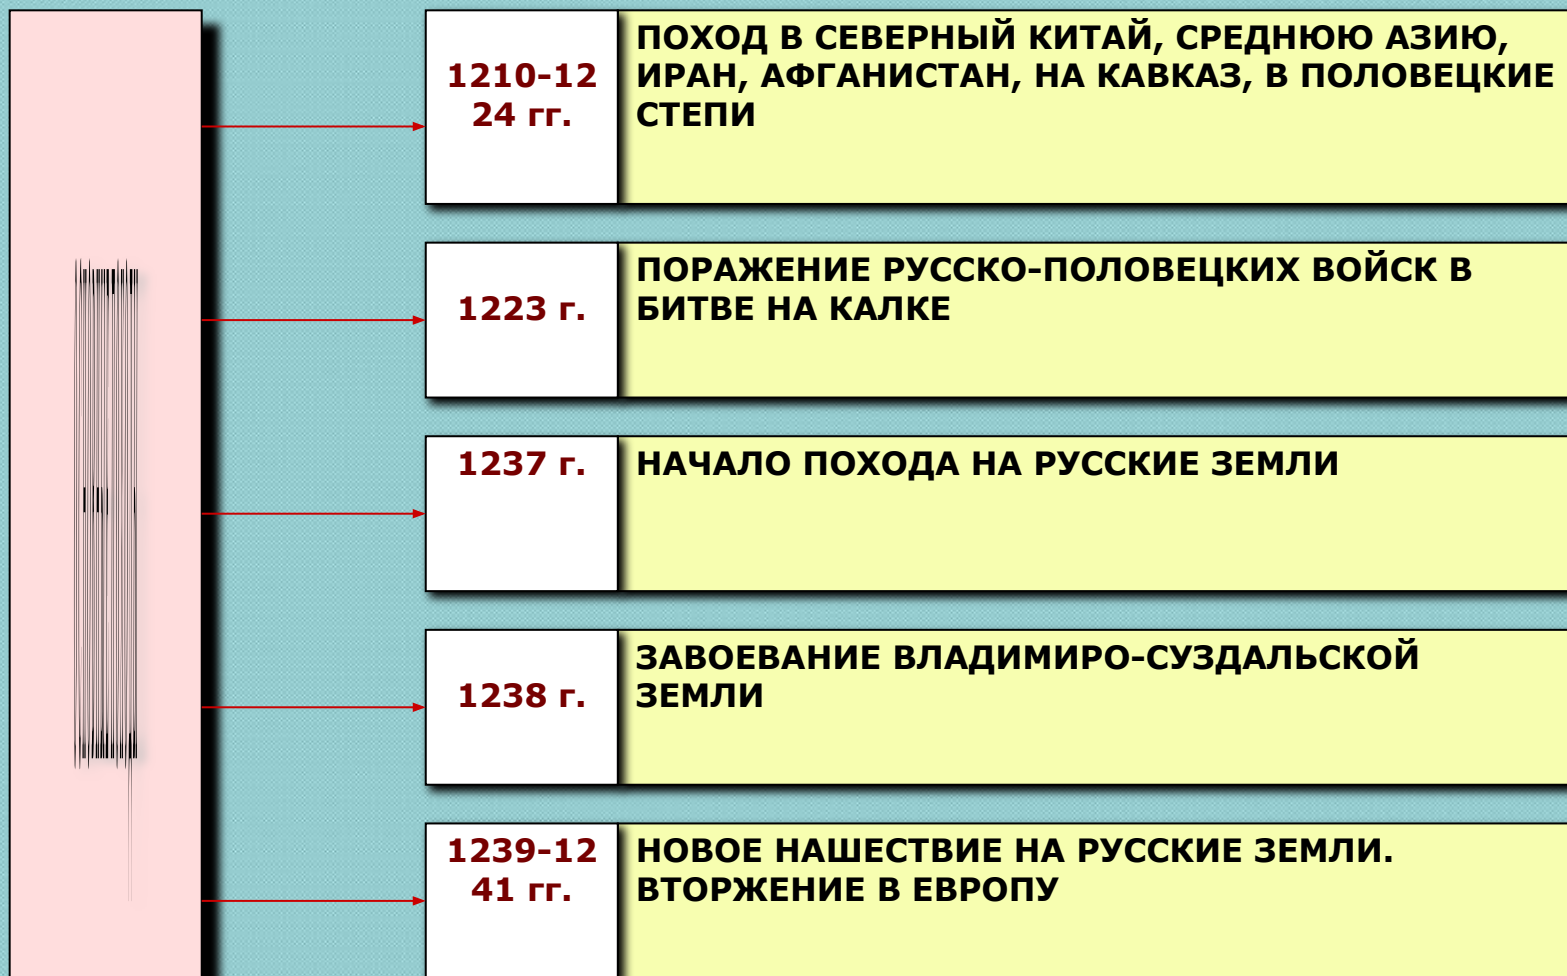 1210-12
24 гг.
ПОХОД В СЕВЕРНЫЙ КИТАЙ, СРЕДНЮЮ АЗИЮ,
ИРАН, АФГАНИСТАН, НА КАВКАЗ, В ПОЛОВЕЦКИЕ
СТЕПИ
1223 г.
ПОРАЖЕНИЕ РУССКО-ПОЛОВЕЦКИХ ВОЙСК В
БИТВЕ НА КАЛКЕ
1237 г.
НАЧАЛО ПОХОДА НА РУССКИЕ ЗЕМЛИ
1238 г.
ЗАВОЕВАНИЕ ВЛАДИМИРО-СУЗДАЛЬСКОЙ
ЗЕМЛИ
1239-12
41 гг.
НОВОЕ НАШЕСТВИЕ НА РУССКИЕ ЗЕМЛИ.
ВТОРЖЕНИЕ В ЕВРОПУ